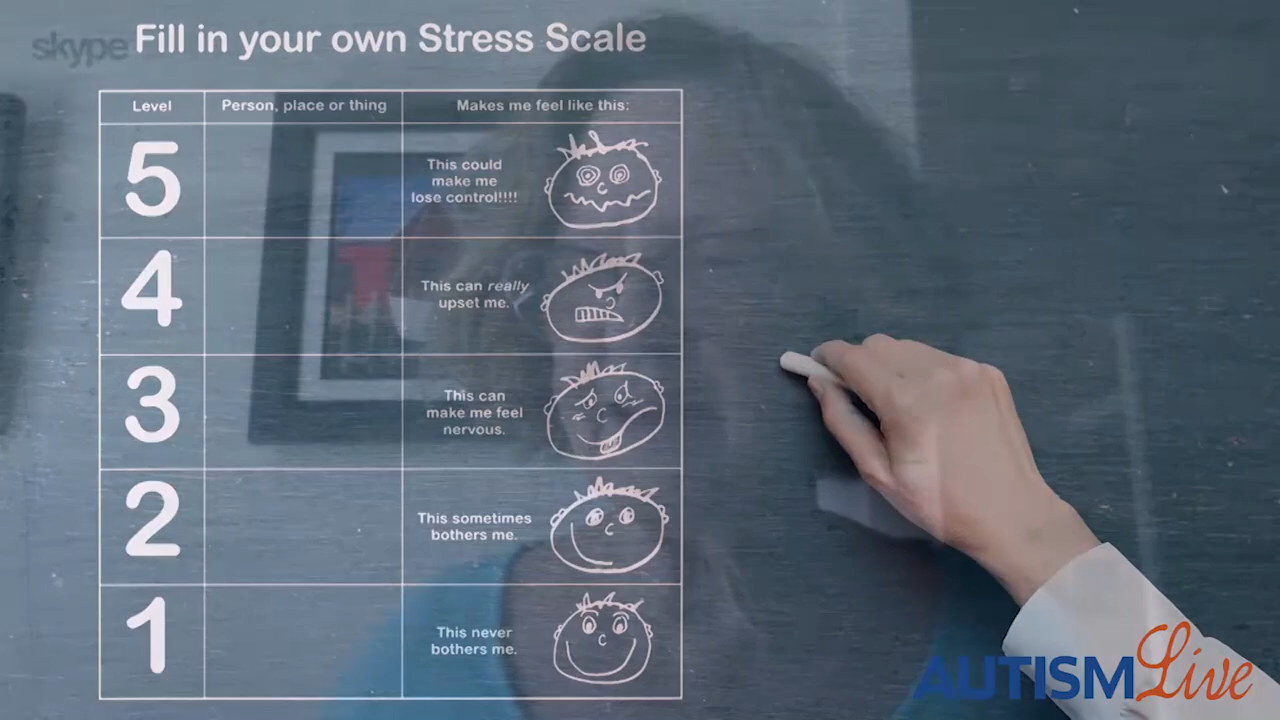 skype
Fill in your own Stress Scale
Level Person, place or thing Makes me feel like this:
5
This could
make me
lose control!!!!
4
This can really
upset me.
3
This can
make me feel
nervous.
2
This sometimes
bothers me.
1
This never
bothers me.
AUTISM Live